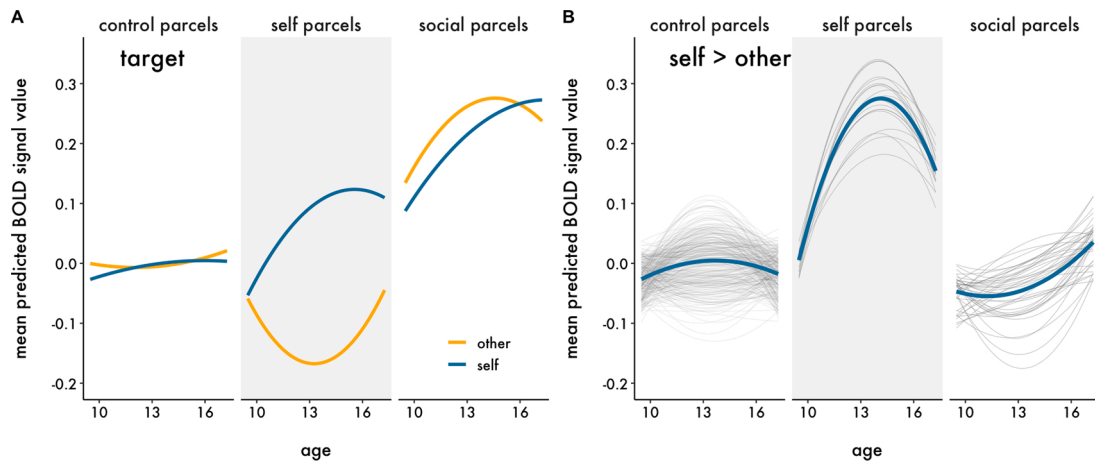 A
control parcels self parcels social parcels
target
mean predicted BOLD signal value
0.3
0.2
0.1
0.0
-0.1
-0.2
other
self
10 13 16 10 13 16 10 13 16
age
B
control parcels self parcels social parcels
self > other
mean predicted BOLD signal value
0.3
0.2
0.1
0.0
-0.1
-0.2
10 13 16 10 13 16 10 13 16
age